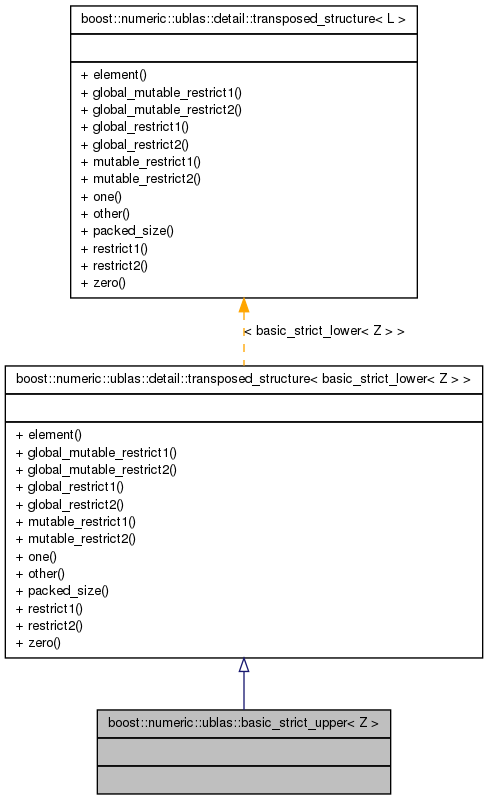 boost::numeric::ublas::detail::transposed_structure< L >
+ element()
+ global_mutable_restrict1()
+ global_mutable_restrict2()
+ global_restrict1()
+ global_restrict2()
+ mutable_restrict1()
+ mutable_restrict2()
+ one()
+ other()
+ packed_size()
+ restrict1()
+ restrict2()
+ zero()
< basic_strict_lower< Z > >
boost::numeric::ublas::detail::transposed_structure< basic_strict_lower< Z > >
+ element()
+ global_mutable_restrict1()
+ global_mutable_restrict2()
+ global_restrict1()
+ global_restrict2()
+ mutable_restrict1()
+ mutable_restrict2()
+ one()
+ other()
+ packed_size()
+ restrict1()
+ restrict2()
+ zero()
boost::numeric::ublas::basic_strict_upper< Z >